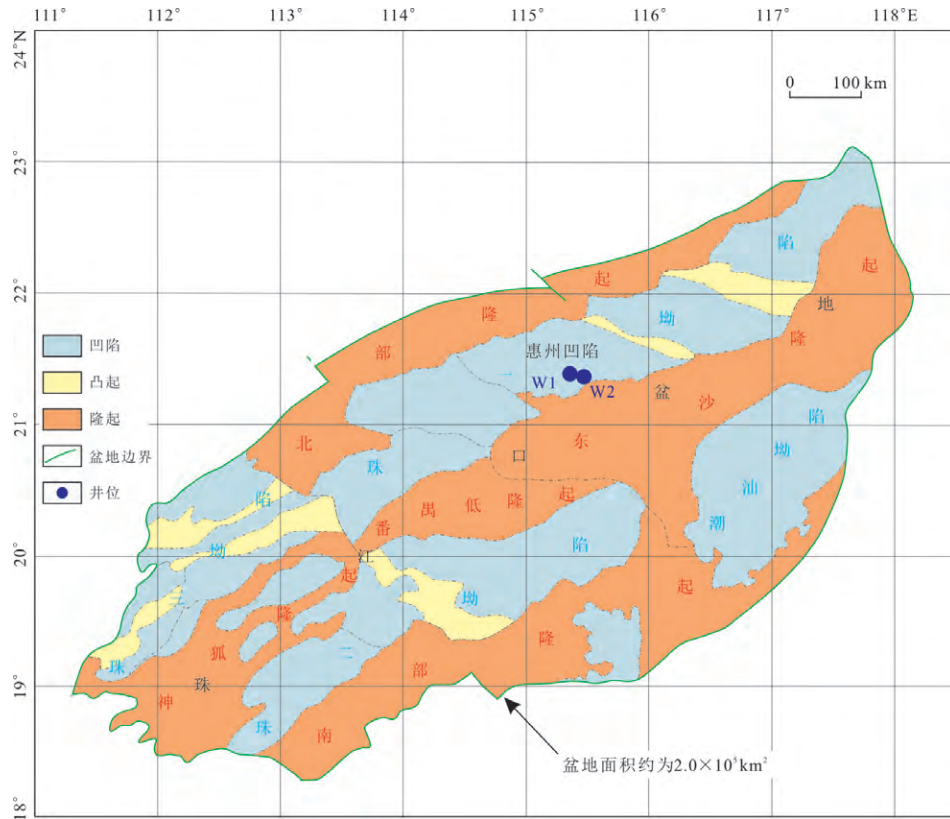 111° 112° 113° 114° 115° 116° 117° 118°E
24°N
23°
22°
21°
20°
19°
18°
0 100 km
凹陷
凸起
隆起
盆地边界
井位
北部隆起
珠一坳陷
惠州凹陷
W1
W2
东沙隆起
潮汕坳陷
番禺低隆起
珠三坳陷
神狐隆起
珠二坳陷
南部隆起
珠江口盆地
盆地面积约为2.0×10⁵km²